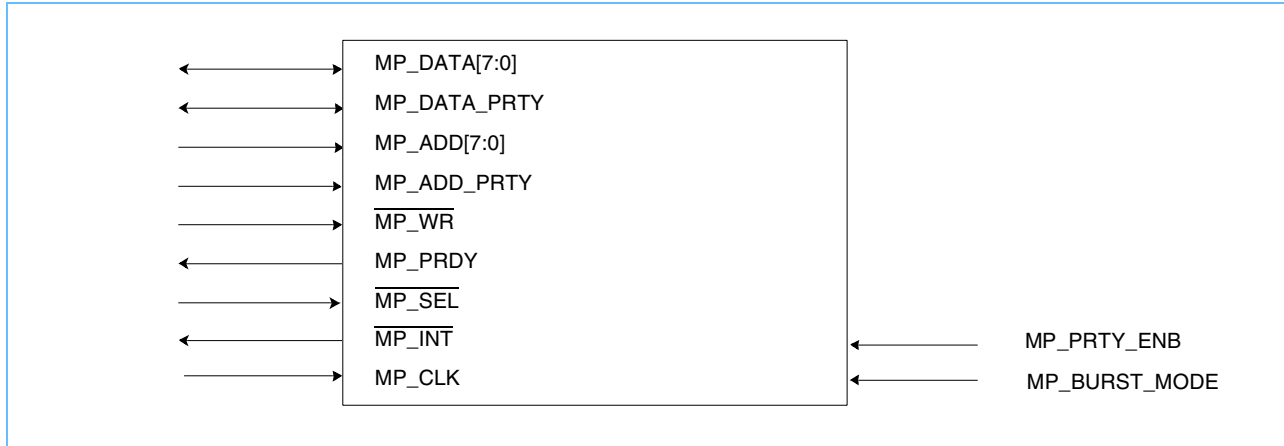 MP_DATA[7:0]
MP_DATA_PRTY
MP_ADD[7:0]
MP_ADD_PRTY
MP_WR
MP_PRDY
MP_SEL
MP_INT
MP_CLK
MP_PRTY_ENB
MP_BURST_MODE